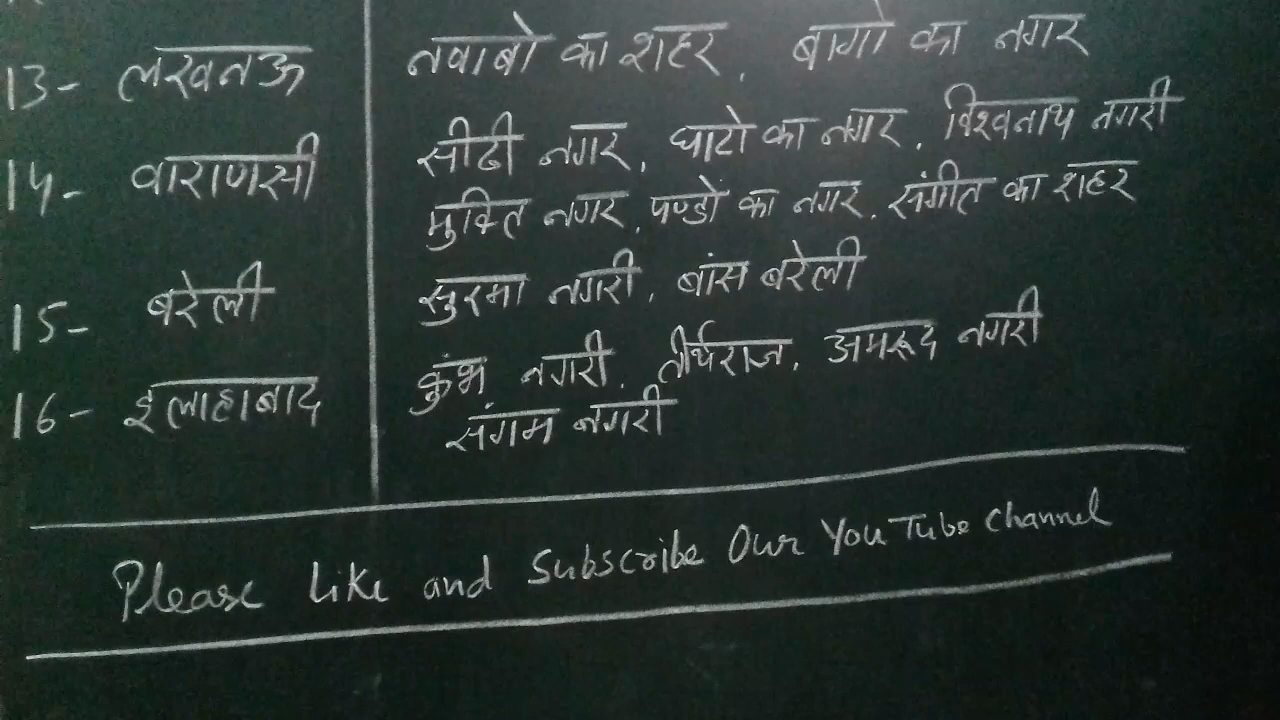 13- लखनऊ नवाबो का शहर, बागो का नगर
14- वाराणसी सीढी नगर, घाटो का नगर, विश्वनाथ नगरी
मुक्ति नगर, पण्डों का नगर, संगीत का शहर
15- बरेली सुरमा नगरी, बांस बरेली
16- इलाहाबाद कुंभ नगरी, तीर्थराज, अमरूद नगरी
संगम नगरी
Please Like and Subscribe Our YouTube Channel